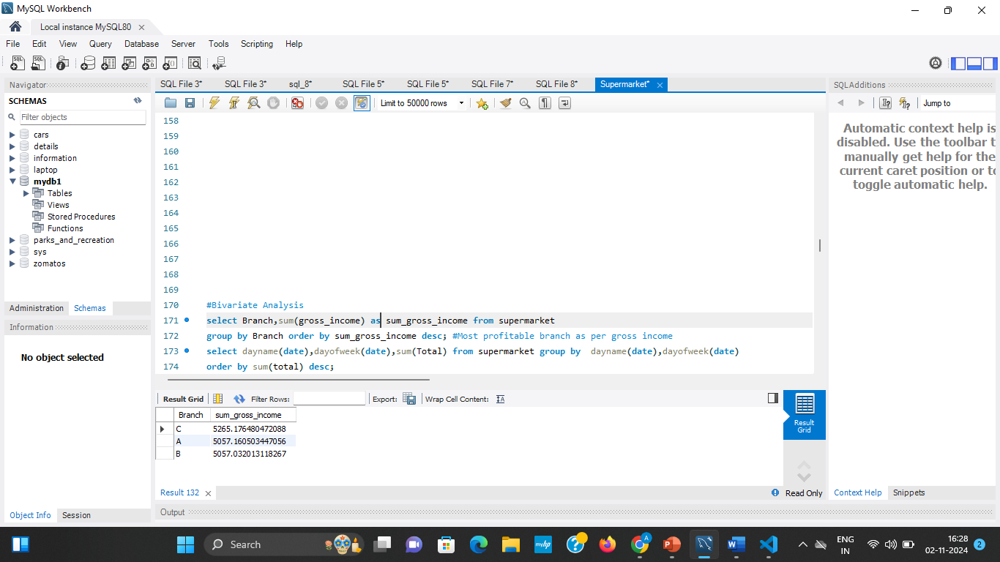 MySQL Workbench
Local instance MySQL80
File Edit View Query Database Server Tools Scripting Help
Navigator
SCHEMAS
Filter objects
cars
details
information
laptop
mydb1
Tables
Views
Stored Procedures
Functions
parks_and_recreation
sys
zomatos
Administration Schemas
Information
No object selected
Object Info Session
SQL File 3* SQL File 3* sql_8* SQL File 5* SQL File 5* SQL File 7* SQL File 8* Supermarket*
Limit to 50000 rows
158
159
160
161
162
163
164
165
166
167
168
169
170 #Bivariate Analysis
171 select Branch,sum(gross_income) as sum_gross_income from supermarket
172 group by Branch order by sum_gross_income desc; #Most profitable branch as per gross income
173 select dayname(date),dayofweek(date),sum(Total) from supermarket group by  dayname(date),dayofweek(date)
174 order by sum(total) desc;
Result Grid Filter Rows: Export: Wrap Cell Content:
Branch sum_gross_income
C 5265.176480472088
A 5057.160503447056
B 5057.032013118267
Result Grid
Result 132
Read Only
Output
SQLAdditions
Jump to
Automatic context help is
disabled. Use the toolbar t
manually get help for the
current caret position or to
toggle automatic help.
Context Help Snippets
Search
myhp
A
ENG
IN
16:28
02-11-2024
2